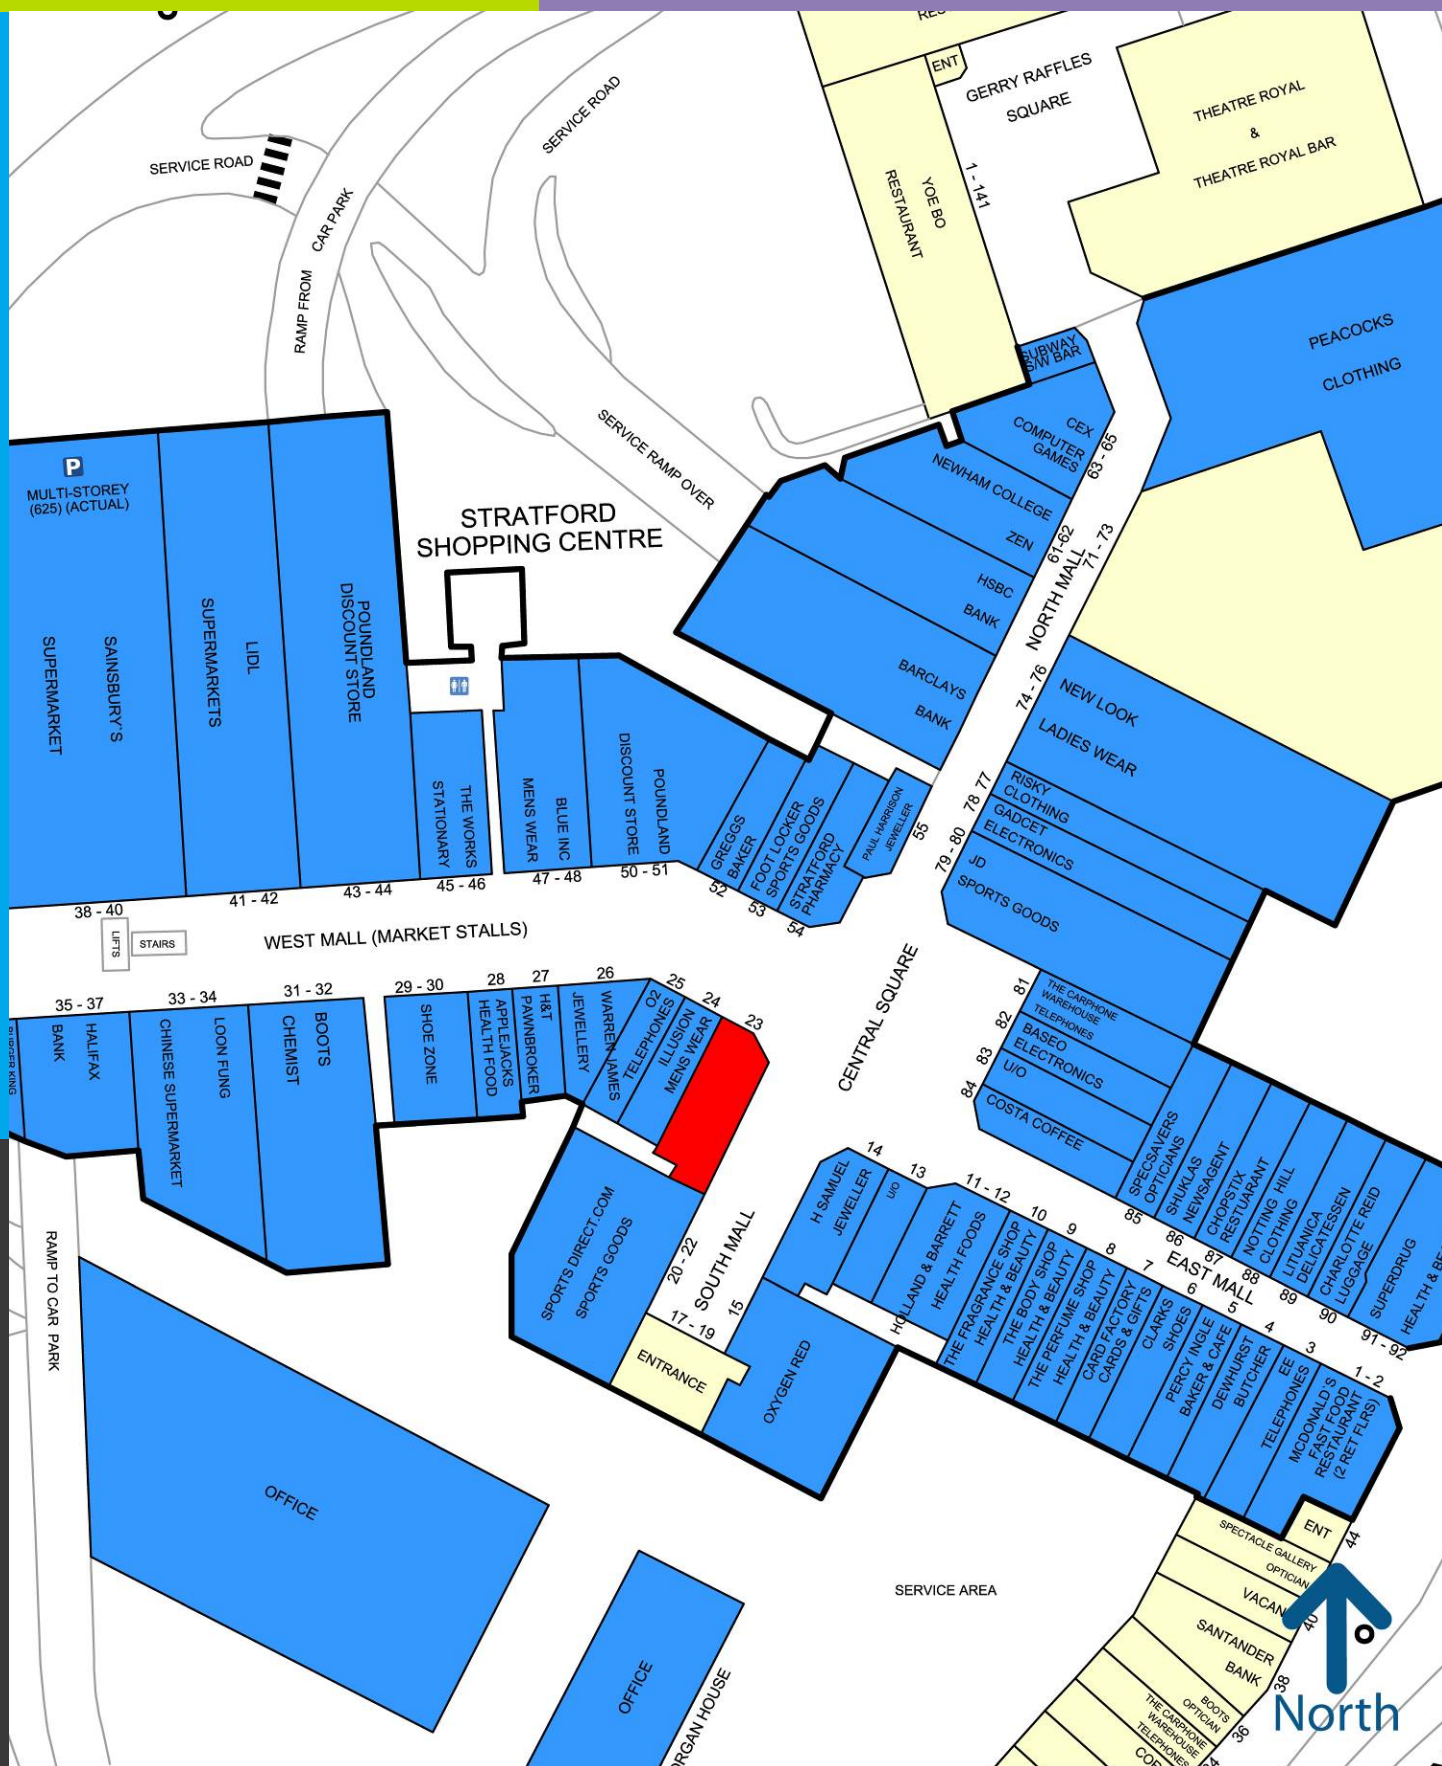 ENT
GERRY RAFFLES
SQUARE
THEATRE ROYAL
&
THEATRE ROYAL BAR
SERVICE ROAD
SERVICE ROAD
YOE BO
RESTAURANT
1 - 141
RAMP FROM CAR PARK
PEACOCKS
CLOTHING
SUBWAY
S/W BAR
CEX
COMPUTER
GAMES
63 - 65
NEWHAM COLLEGE
ZEN
61-62
71 - 73
NORTH MALL
HSBC
BANK
BARCLAYS
BANK
74 - 76
SERVICE RAMP OVER
P
MULTI-STOREY
(625) (ACTUAL)
STRATFORD
SHOPPING CENTRE
SAINSBURY'S
SUPERMARKET
LIDL
SUPERMARKETS
POUNDLAND
DISCOUNT STORE
THE WORKS
STATIONARY
BLUE INC
MENS WEAR
POUNDLAND
DISCOUNT STORE
GREGGS
BAKER
FOOT LOCKER
SPORTS GOODS
STRATFORD
PHARMACY
PAUL HARRISON
JEWELLER
55
NEW LOOK
LADIES WEAR
77
78
RISKY
CLOTHING
GADCET
ELECTRONICS
79 - 80
JD
SPORTS GOODS
38 - 40
41 - 42
43 - 44
45 - 46
47 - 48
50 - 51
52
53
54
LIFTS
STAIRS
WEST MALL (MARKET STALLS)
CENTRAL SQUARE
35 - 37
33 - 34
31 - 32
29 - 30
28
27
26
25
24
23
BURGER KING
HALIFAX
BANK
LOON FUNG
CHINESE SUPERMARKET
BOOTS
CHEMIST
SHOE ZONE
APPLEJACKS
HEALTH FOOD
H&T
PAWNBROKER
WARREN JAMES
JEWELLERY
O2
TELEPHONES
ILLUSION
MENS WEAR
81
THE CARPHONE
WAREHOUSE
TELEPHONES
82
BASEO
ELECTRONICS
83
U/O
84
COSTA COFFEE
SPECSAVERS
OPTICIANS
SHUKLAS
NEWSAGENT
CHOPSTIX
RESTUARANT
NOTTING HILL
CLOTHING
LITUANICA
DELICATESSEN
CHARLOTTE REID
LUGGAGE
SUPERDRUG
HEALTH & BE
85
86
87
88
89
90
91 - 92
EAST MALL
SPORTS DIRECT.COM
SPORTS GOODS
20 - 22
SOUTH MALL
17 - 19
15
ENTRANCE
OXYGEN RED
14
H SAMUEL
JEWELLER
13
U/O
11 - 12
HOLLAND & BARRETT
HEALTH FOODS
10
THE FRAGRANCE SHOP
HEALTH & BEAUTY
9
THE BODY SHOP
HEALTH & BEAUTY
8
THE PERFUME SHOP
HEALTH & BEAUTY
7
CARD FACTORY
CARDS & GIFTS
6
CLARKS
SHOES
5
PERCY INGLE
BAKER & CAFE
4
DEWHURST
BUTCHER
3
EE
TELEPHONES
1 - 2
MCDONALD'S
FAST FOOD
RESTAURANT
(2 RET FLRS)
RAMP TO CAR PARK
OFFICE
OFFICE
RGAN HOUSE
SERVICE AREA
ENT
44
SPECTACLE GALLERY
OPTICIAN
VACAN
40
SANTANDER
BANK
38
BOOTS
OPTICIAN
36
THE CARPHONE
WAREHOUSE
TELEPHONES
North